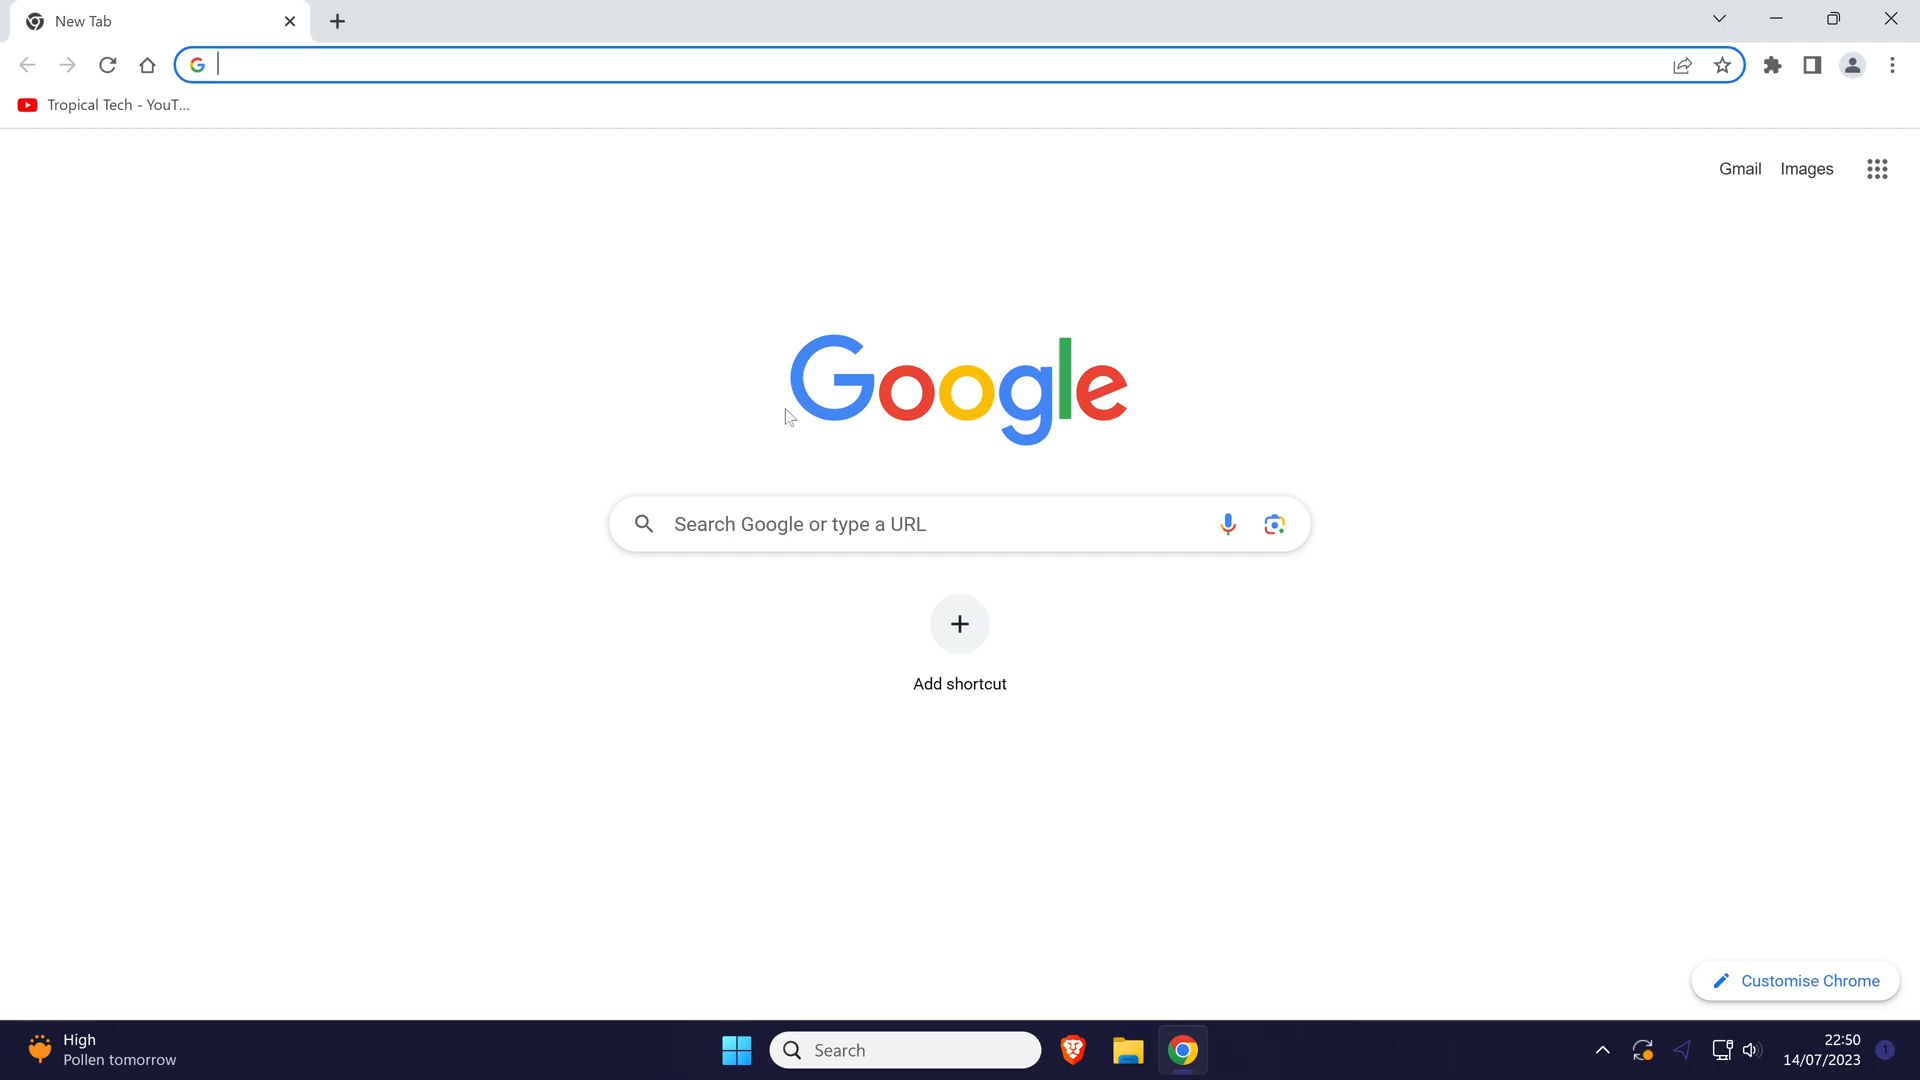 New Tab
Tropical Tech - YouT...
Gmail Images
Google
Search Google or type a URL
Add shortcut
Customise Chrome
High
Pollen tomorrow
Search
22:50
14/07/2023
1